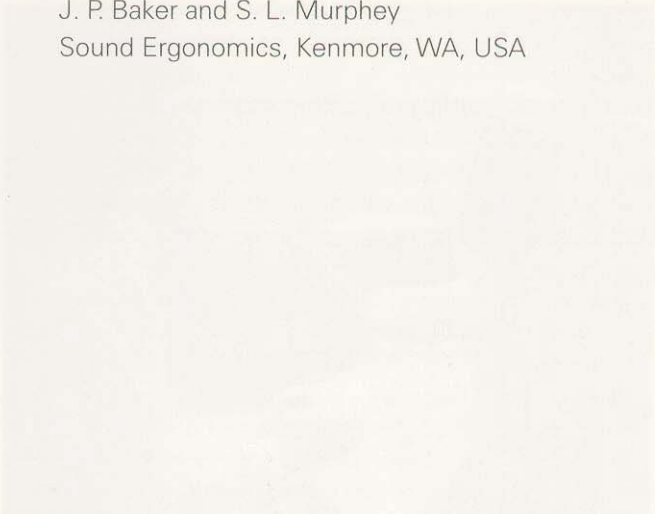 J. P. Baker and S. L. Murphey
Sound Ergonomics, Kenmore, WA, USA